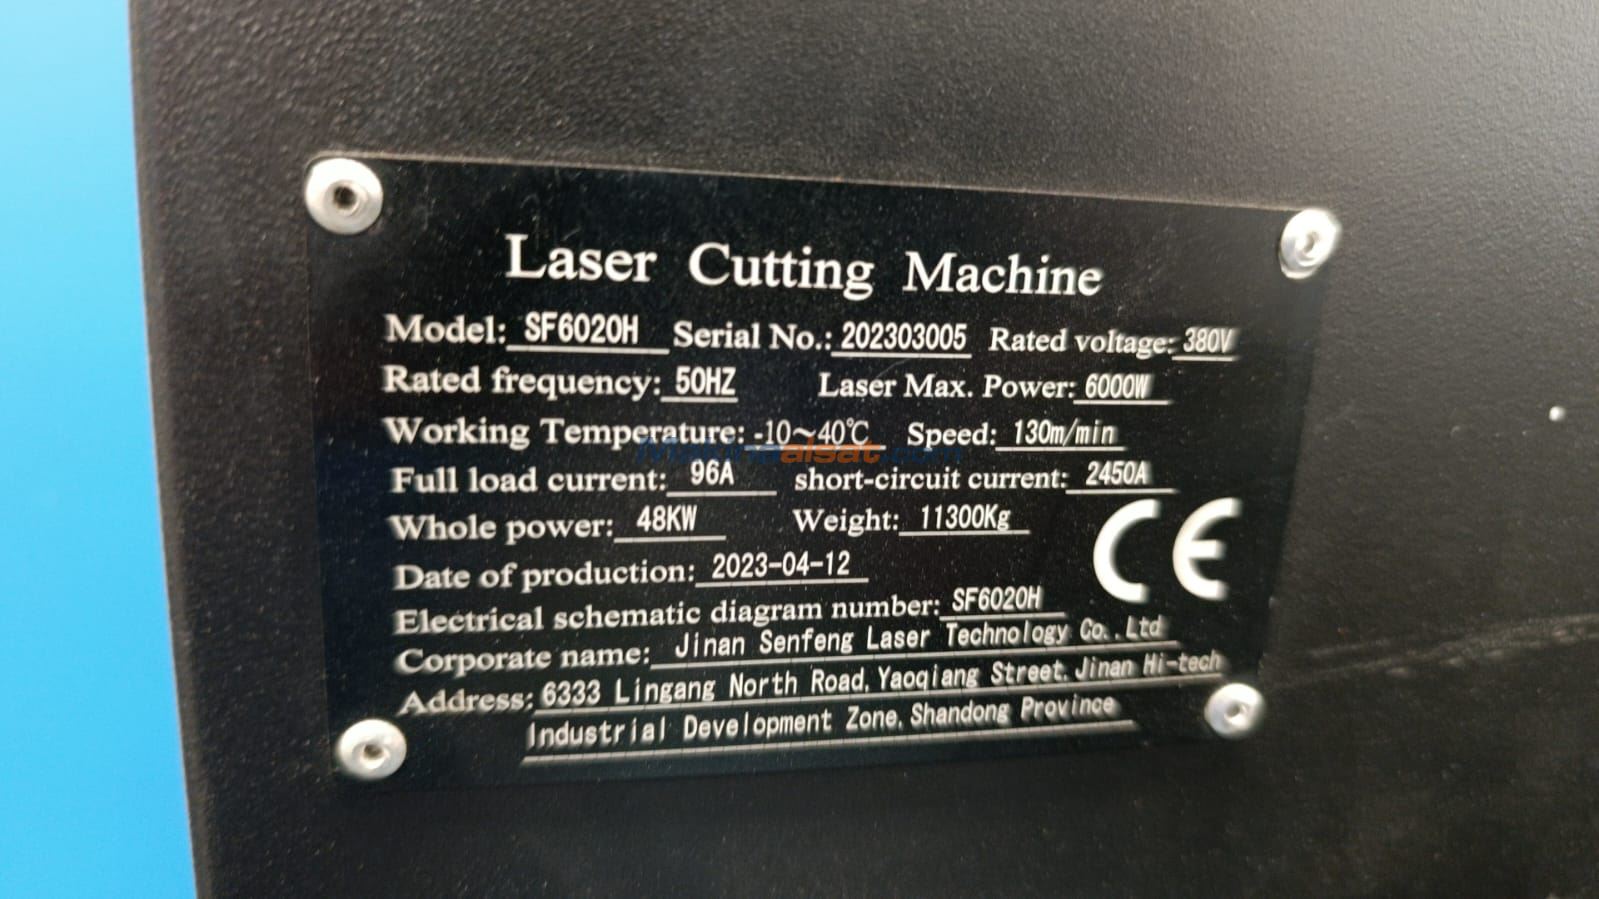 Laser Cutting Machine
Model: SF6020H Serial No.: 202303005 Rated voltage: 380V
Rated frequency: 50HZ Laser Max. Power: 6000W
Working Temperature: -10~40℃ Speed: 130m/min
Makinealsat.com
Full load current: 96A short-circuit current: 2450A
Whole power: 48KW Weight: 11300Kg
CE
Date of production: 2023-04-12
Electrical schematic diagram number: SF6020H
Corporate name: Jinan Senfeng Laser Technology Co.,Ltd
Address: 6333 Lingang North Road, Yaoqiang Street, Jinan Hi-tech
Industrial Development Zone, Shandong Province